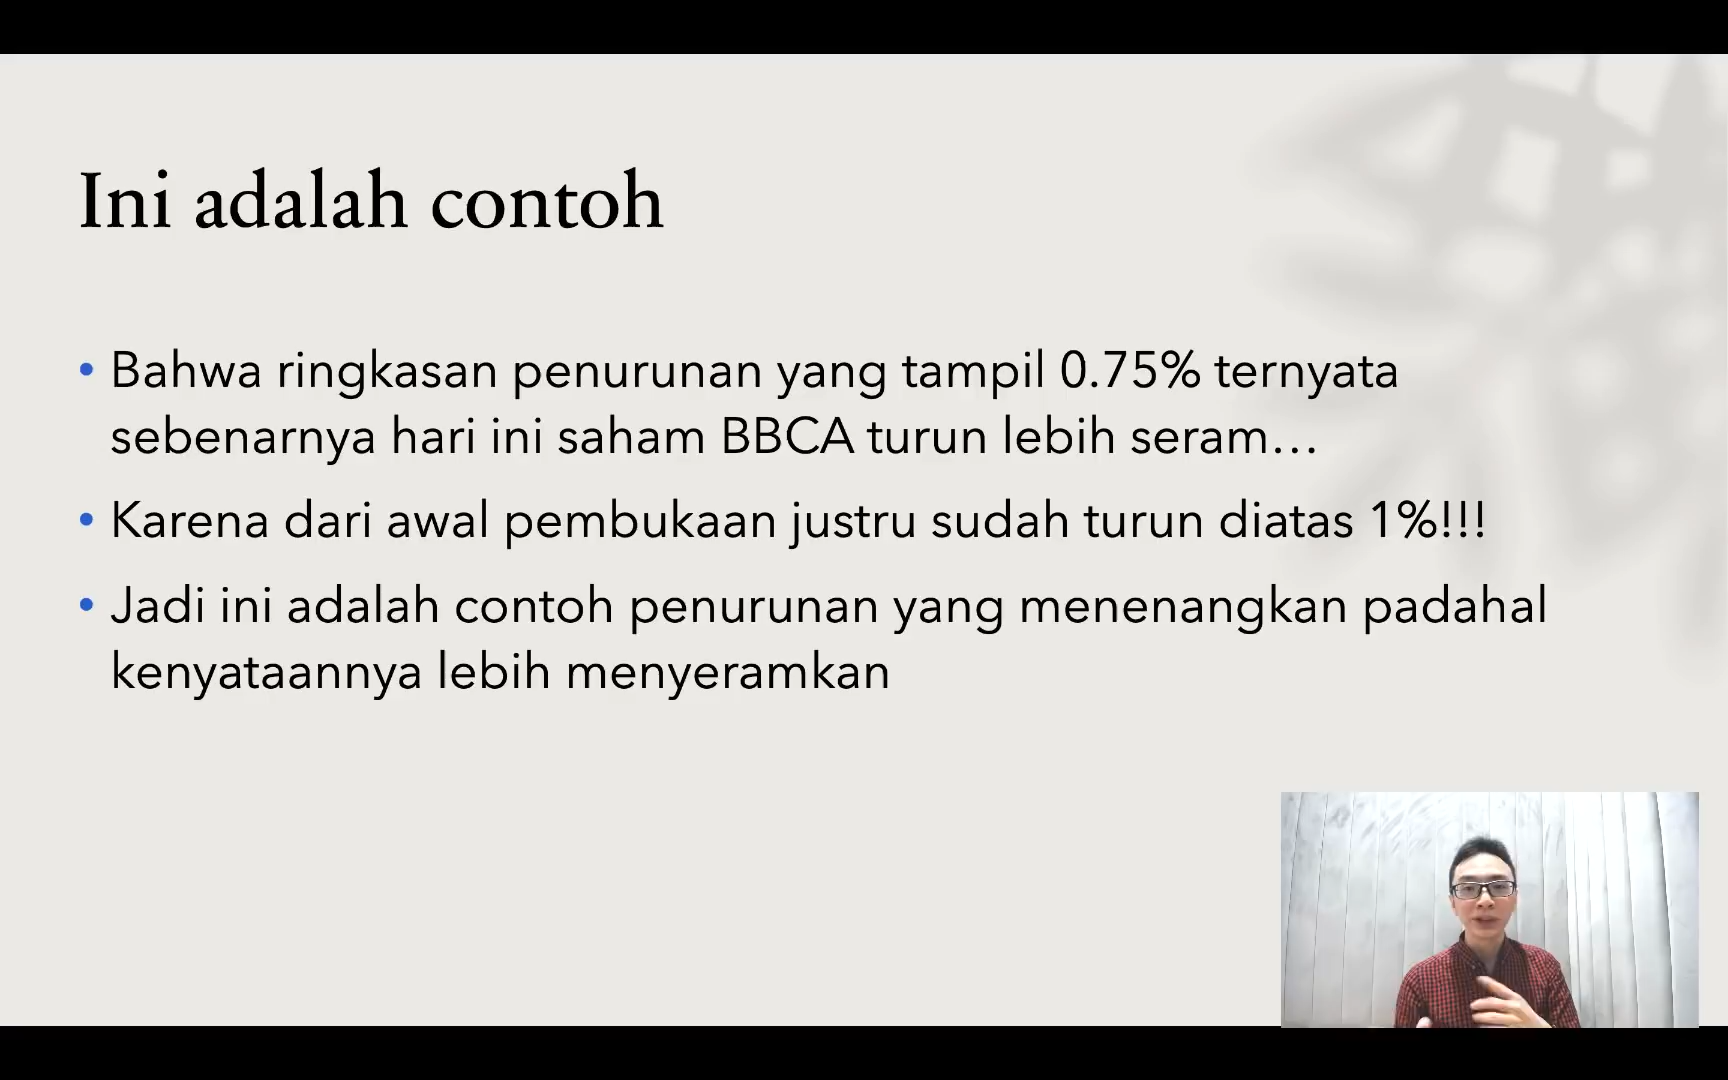 Ini adalah contoh
• Bahwa ringkasan penurunan yang tampil 0.75% ternyata
sebenarnya hari ini saham BBCA turun lebih seram...
• Karena dari awal pembukaan justru sudah turun diatas 1%!!!
• Jadi ini adalah contoh penurunan yang menenangkan padahal
kenyataannya lebih menyeramkan